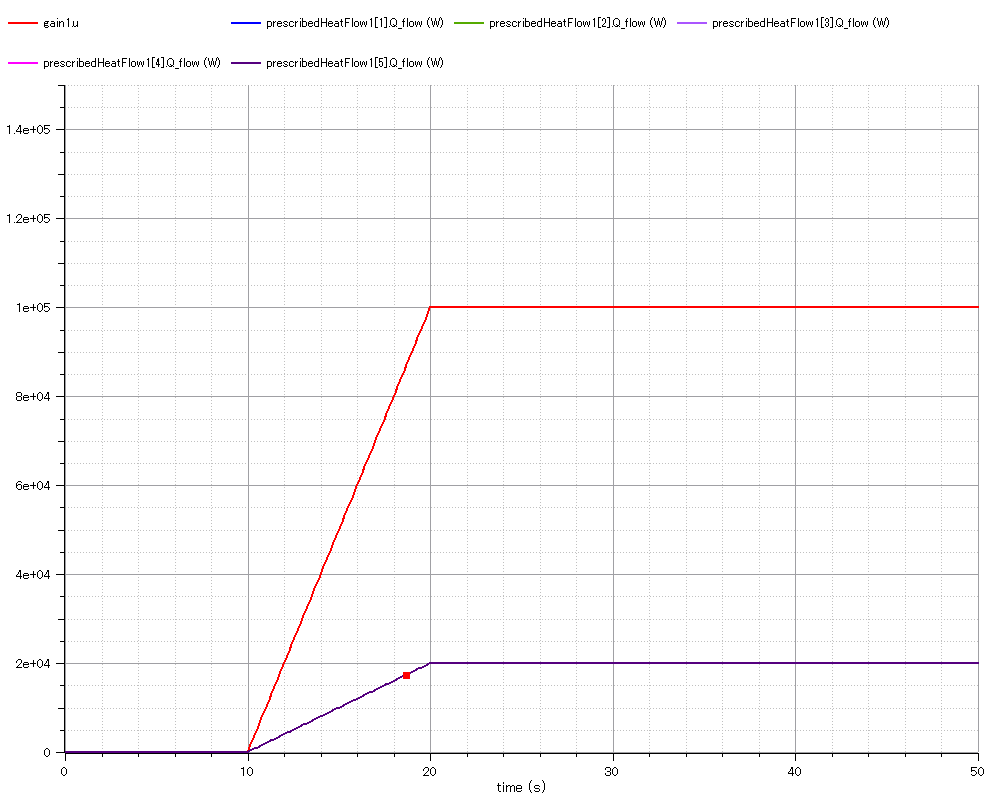 gain1.u prescribedHeatFlow1[1].Q_flow (W) prescribedHeatFlow1[2].Q_flow (W) prescribedHeatFlow1[3].Q_flow (W)
prescribedHeatFlow1[4].Q_flow (W) prescribedHeatFlow1[5].Q_flow (W)
1.4e+05
1.2e+05
1e+05
8e+04
6e+04
4e+04
2e+04
0
0 10 20 30 40 50
time (s)